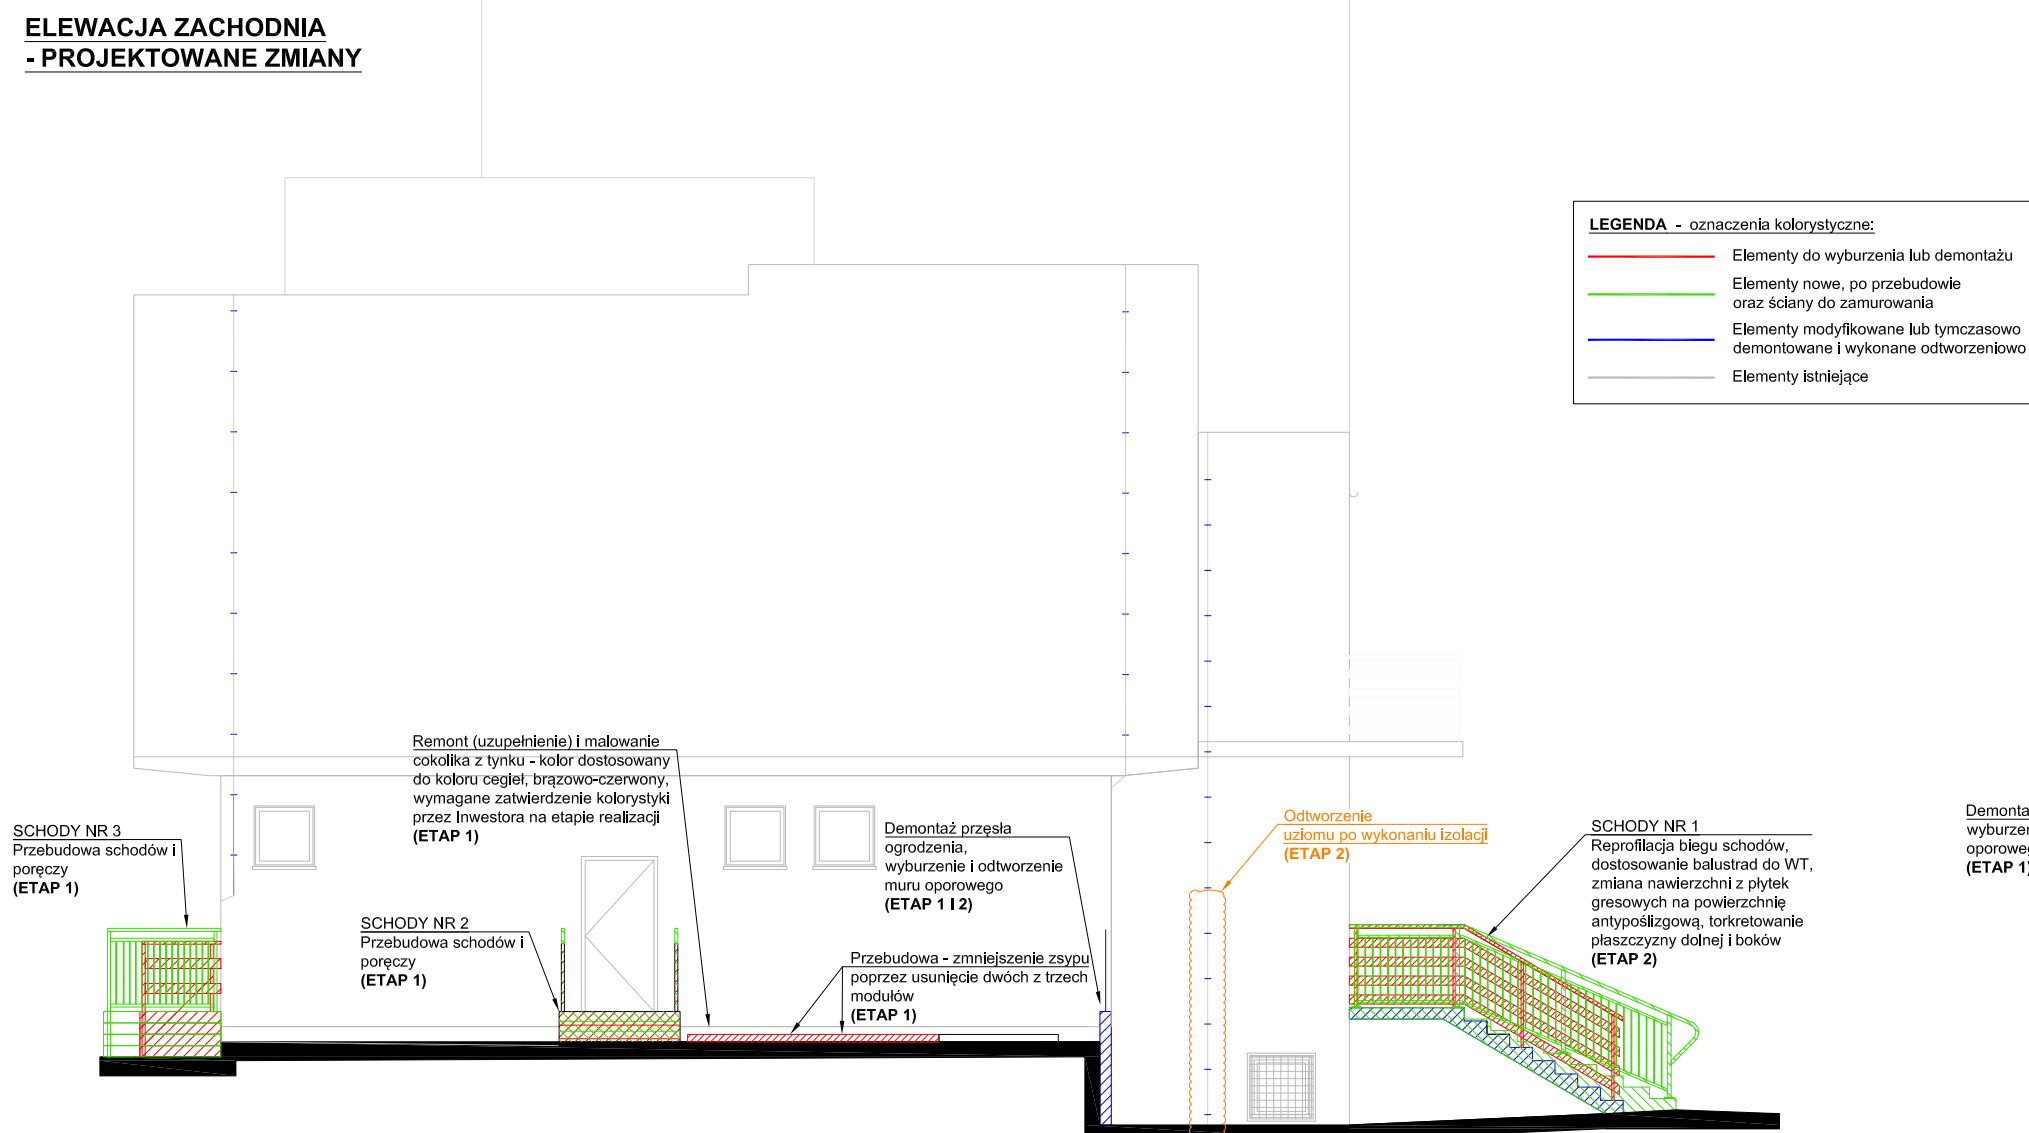 ELEWACJA ZACHODNIA
- PROJEKTOWANE ZMIANY
LEGENDA - oznaczenia kolorystyczne:
Elementy do wyburzenia lub demontażu
Elementy nowe, po przebudowie
oraz ściany do zamurowania
Elementy modyfikowane lub tymczasowo
demontowane i wykonane odtworzeniowo
Elementy istniejące
Remont (uzupełnienie) i malowanie
cokolika z tynku - kolor dostosowany
do koloru cegieł, brązowo-czerwony,
wymagane zatwierdzenie kolorystyki
przez Inwestora na etapie realizacji
(ETAP 1)
SCHODY NR 3
Przebudowa schodów i
poręczy
(ETAP 1)
SCHODY NR 2
Przebudowa schodów i
poręczy
(ETAP 1)
Demontaż przęsła
ogrodzenia,
wyburzenie i odtworzenie
muru oporowego
(ETAP 1 I 2)
Przebudowa - zmniejszenie zsypu
poprzez usunięcie dwóch z trzech
modułów
(ETAP 1)
Odtworzenie
uziomu po wykonaniu izolacji
(ETAP 2)
SCHODY NR 1
Reprofilacja biegu schodów,
dostosowanie balustrad do WT,
zmiana nawierzchni z płytek
gresowych na powierzchnię
antypoślizgową, torkretowanie
płaszczyzny dolnej i boków
(ETAP 2)
(ETAP 1)